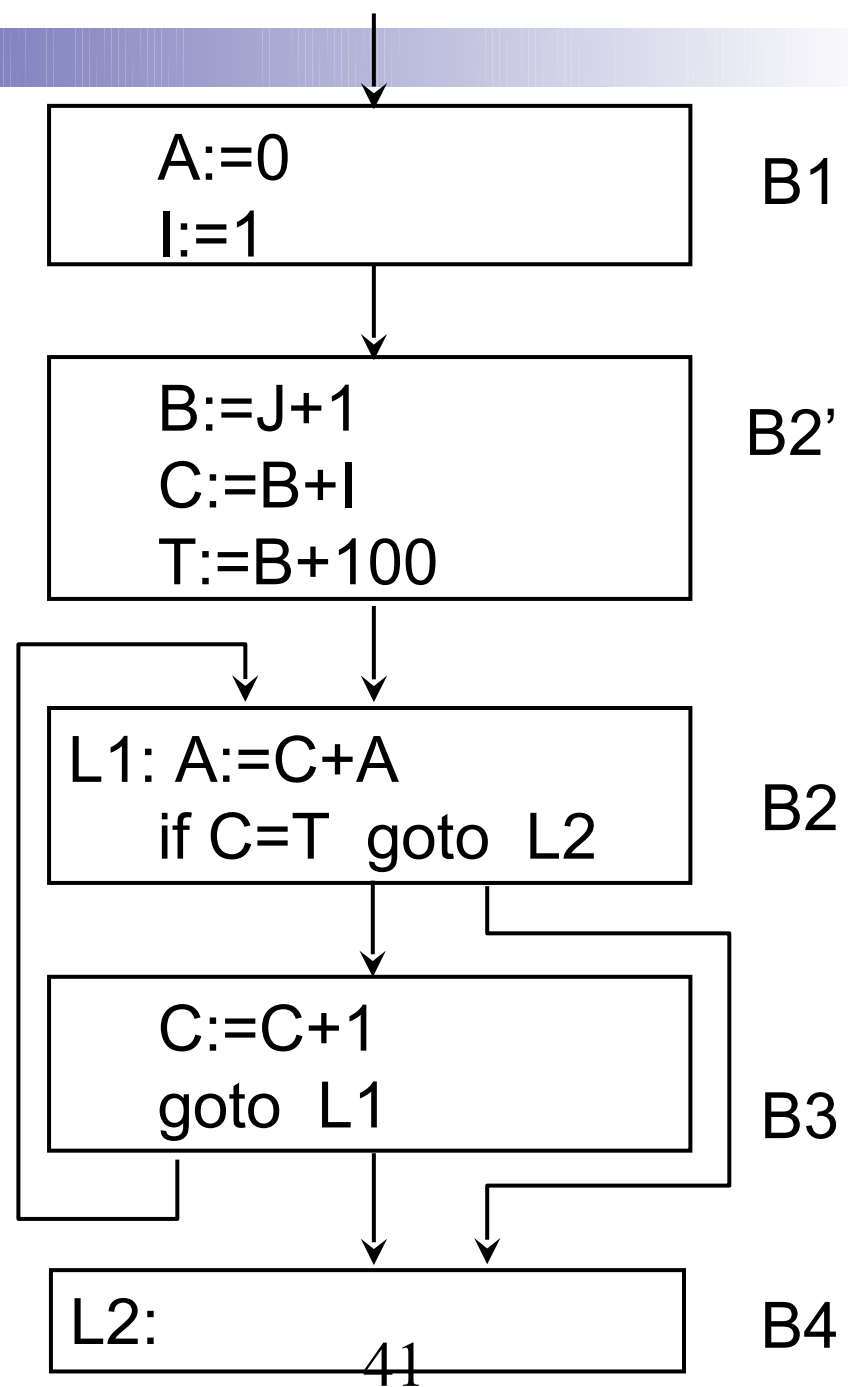 A:=0
B1
I:=1
B:=J+1
B2’
C:=B+I
T:=B+100
L1: A:=C+A
B2
if C=T goto L2
C:=C+1
goto L1
B3
L2:
B4
41